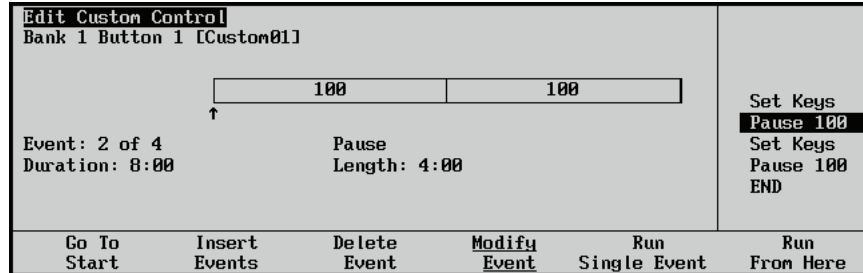 Edit Custom Control
Bank 1 Button 1 [Custom01]
100 100
Event: 2 of 4 Pause
Duration: 8:00 Length: 4:00
Set Keys
Pause 100
Set Keys
Pause 100
END
Go To Start
Insert Events
Delete Event
Modify Event
Run Single Event
Run From Here